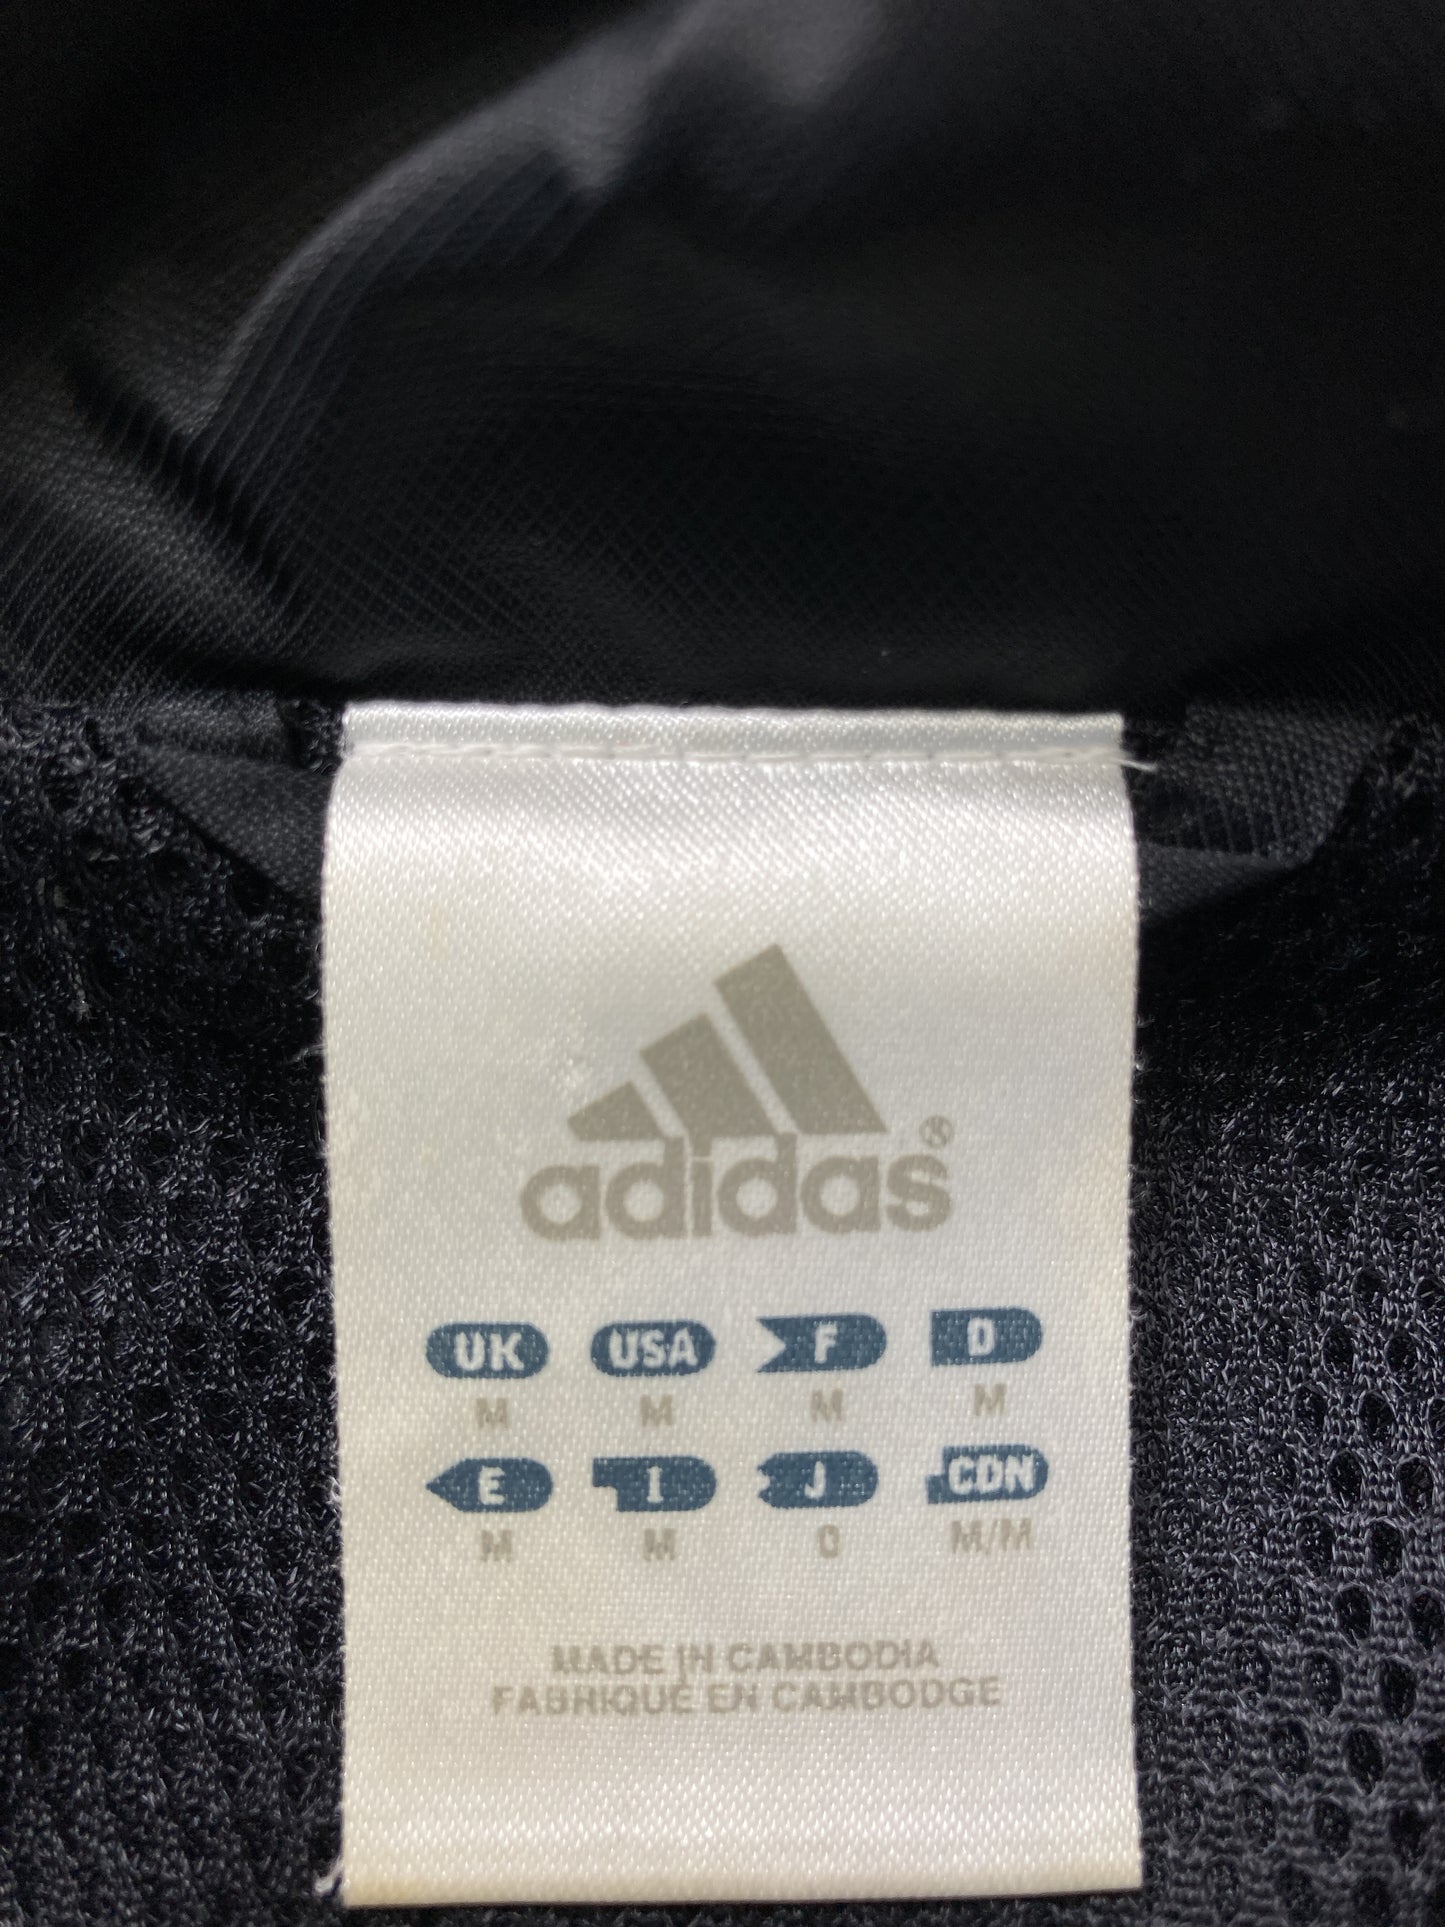 adidas®
UK USA F D
M M M M
E I J CDN
M M O M/M
MADE IN CAMBODIA
FABRIQUE EN CAMBODGE